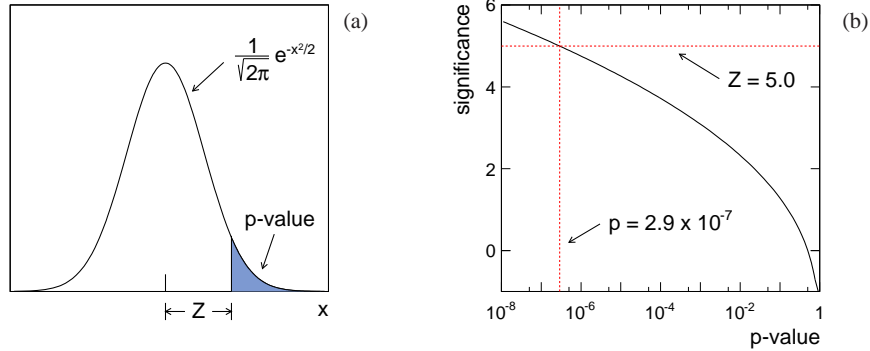 (a)
1
√2π e^-x²/2
p-value
Z
x
(b)
significance
6
4
2
0
Z = 5.0
p = 2.9 x 10^-7
10^-8 10^-6 10^-4 10^-2 1
p-value